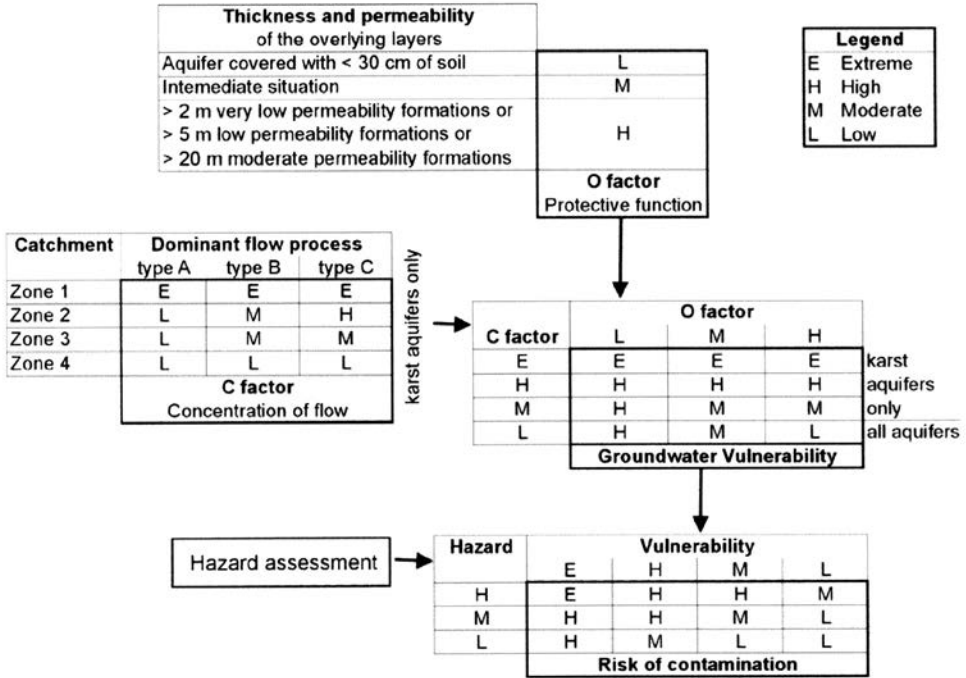 Thickness and permeability
of the overlying layers
Aquifer covered with < 30 cm of soil L
Intemediate situation M
> 2 m very low permeability formations or
> 5 m low permeability formations or H
> 20 m moderate permeability formations
O factor
Protective function
Legend
E Extreme
H High
M Moderate
L Low
Catchment Dominant flow process
type A type B type C
Zone 1 E E E
Zone 2 L M H
Zone 3 L M M
Zone 4 L L L
C factor
Concentration of flow
karst aquifers only
O factor
C factor L M H
E E E E karst
H H H H aquifers
M H M M only
L H M L all aquifers
Groundwater Vulnerability
Hazard assessment
Hazard Vulnerability
E H M L
H E H H M
M H H M L
L H M L L
Risk of contamination